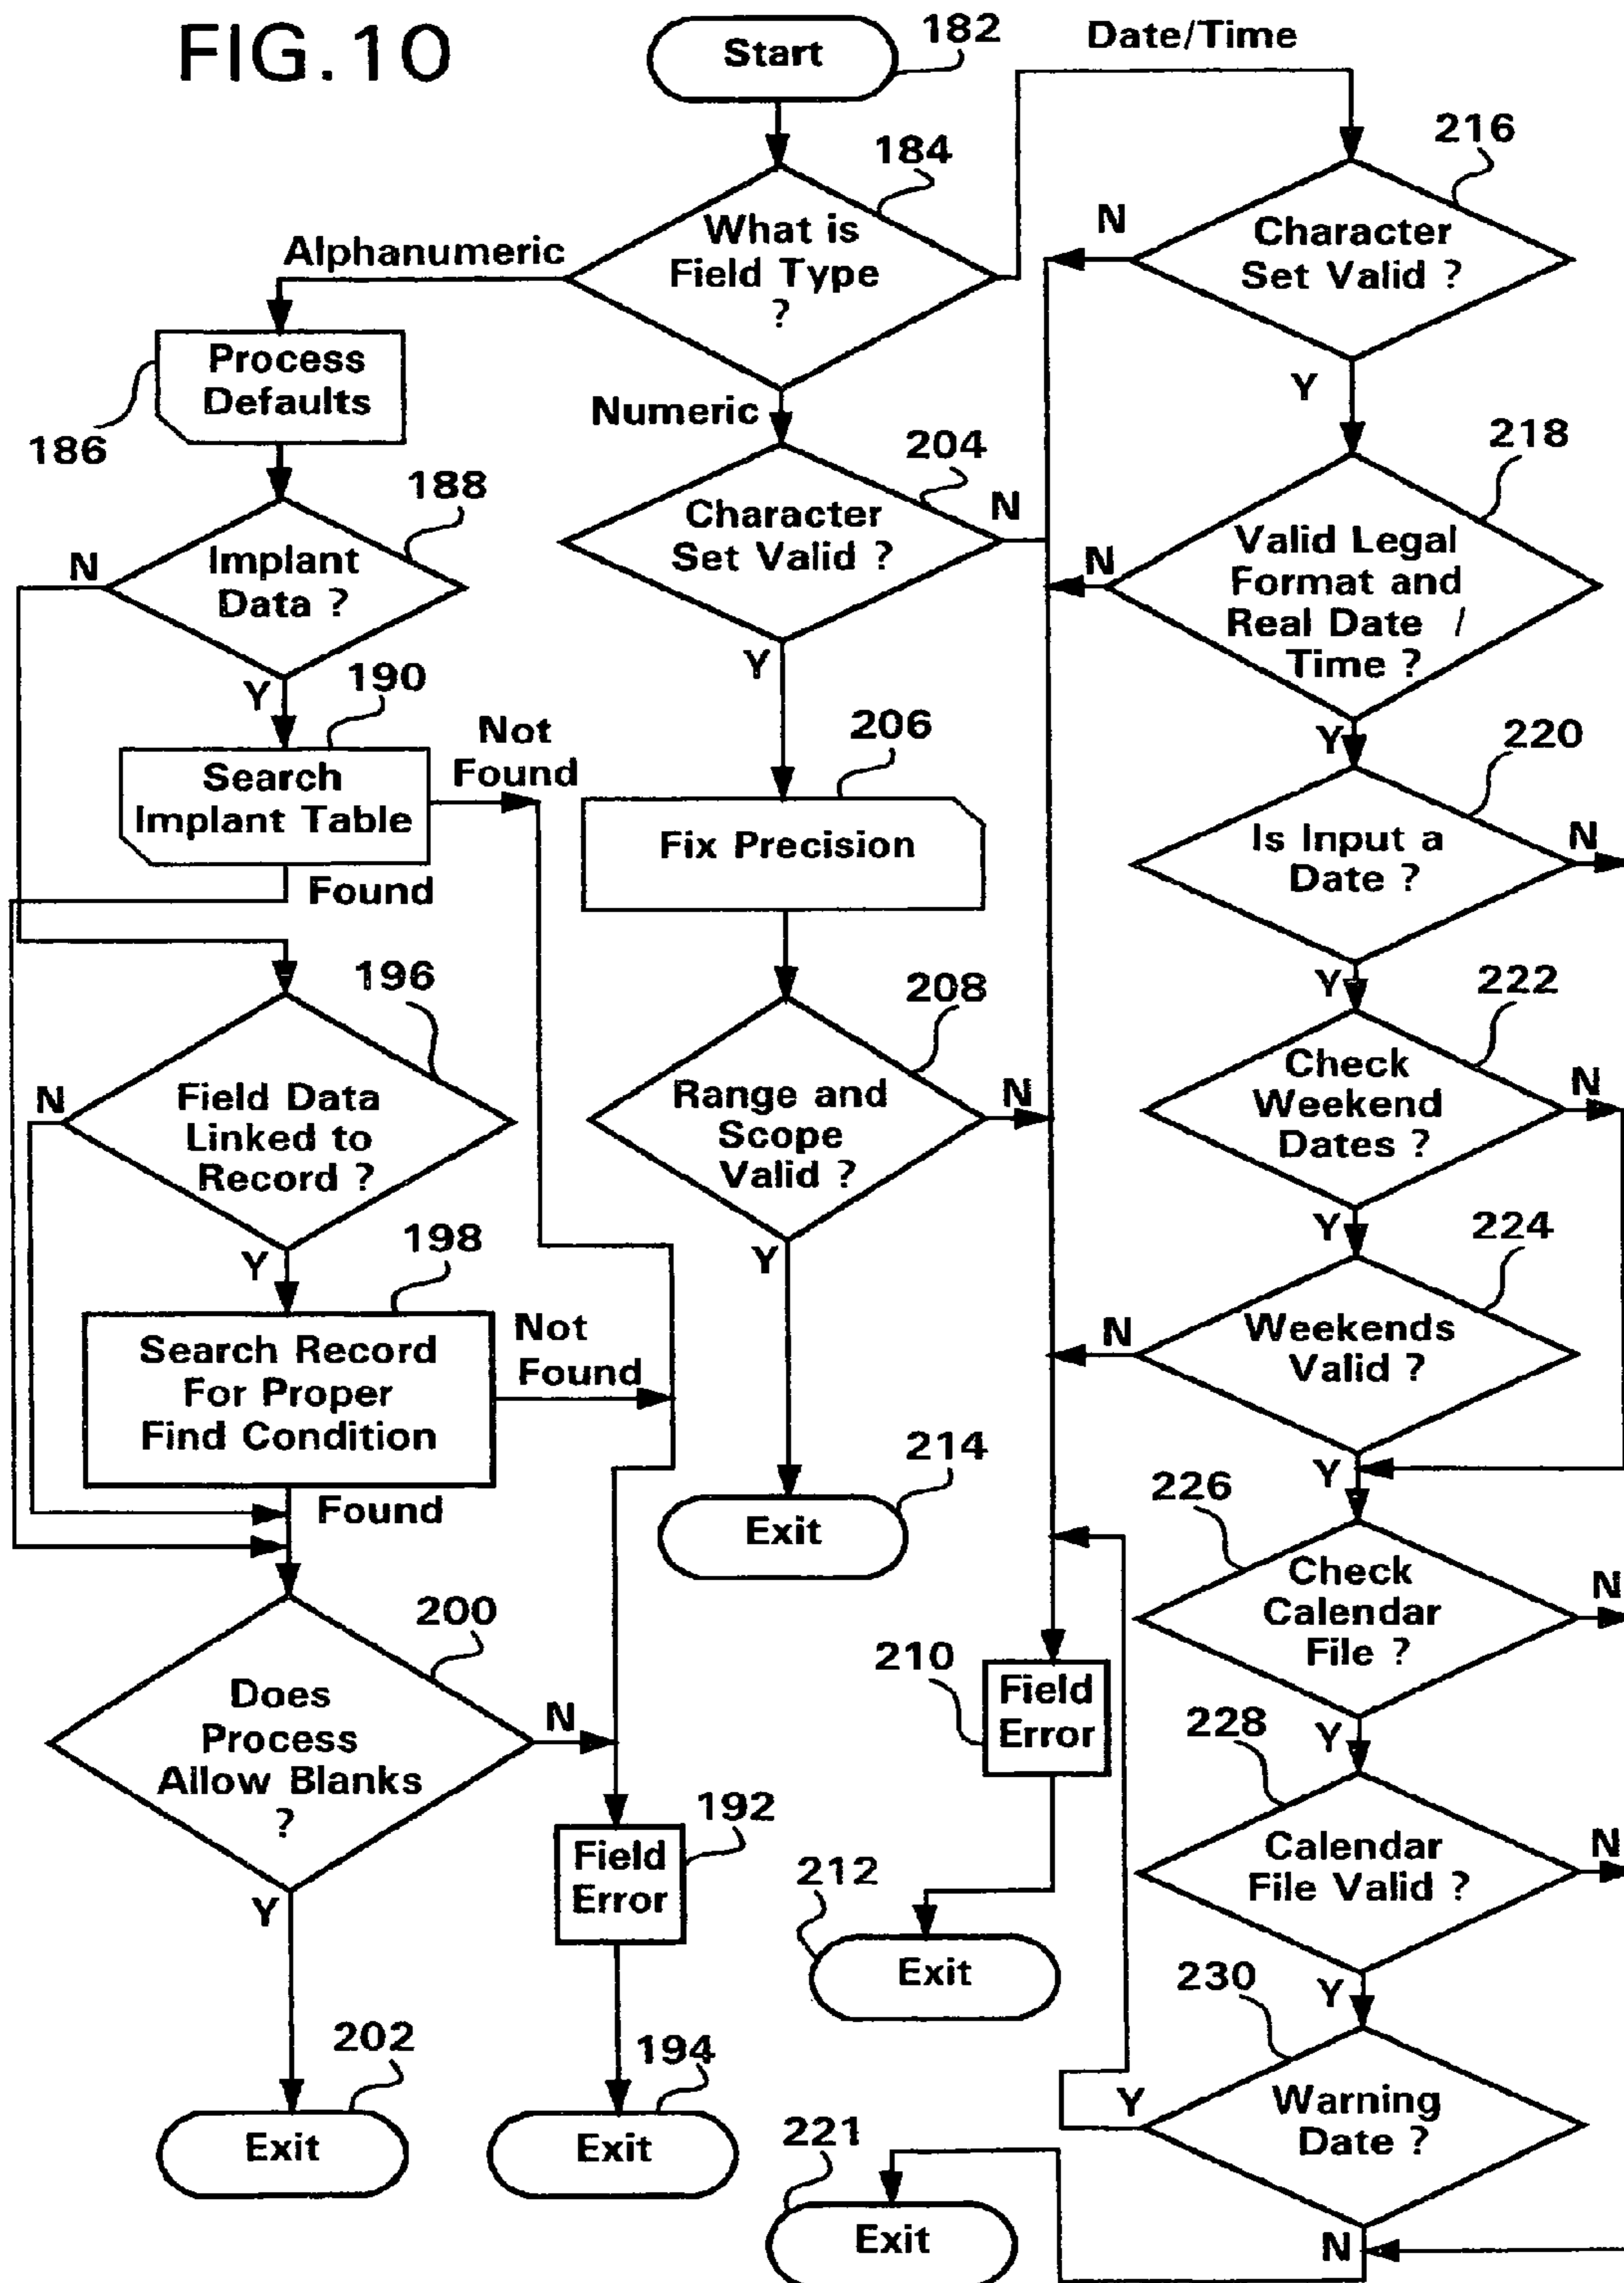 FIG.10
Start
182
Date/Time
184
What is
Field Type
?
Alphanumeric
Numeric
216
Character
Set Valid ?
N
Y
Process
Defaults
186
188
Implant
Data ?
N
Y
204
Character
Set Valid ?
N
Y
218
Valid Legal
Format and
Real Date /
Time ?
N
Y
190
Search
Implant Table
Not
Found
Found
206
Fix Precision
220
Is Input a
Date ?
N
Y
196
Field Data
Linked to
Record ?
N
Y
208
Range and
Scope
Valid ?
N
Y
222
Check
Weekend
Dates ?
N
Y
198
Search Record
For Proper
Find Condition
Not
Found
Found
224
Weekends
Valid ?
N
Y
214
Exit
226
Check
Calendar
File ?
N
Y
200
Does
Process
Allow Blanks
?
N
Y
210
Field
Error
228
Calendar
File Valid ?
N
Y
192
Field
Error
212
Exit
230
Warning
Date ?
Y
N
202
Exit
194
Exit
221
Exit